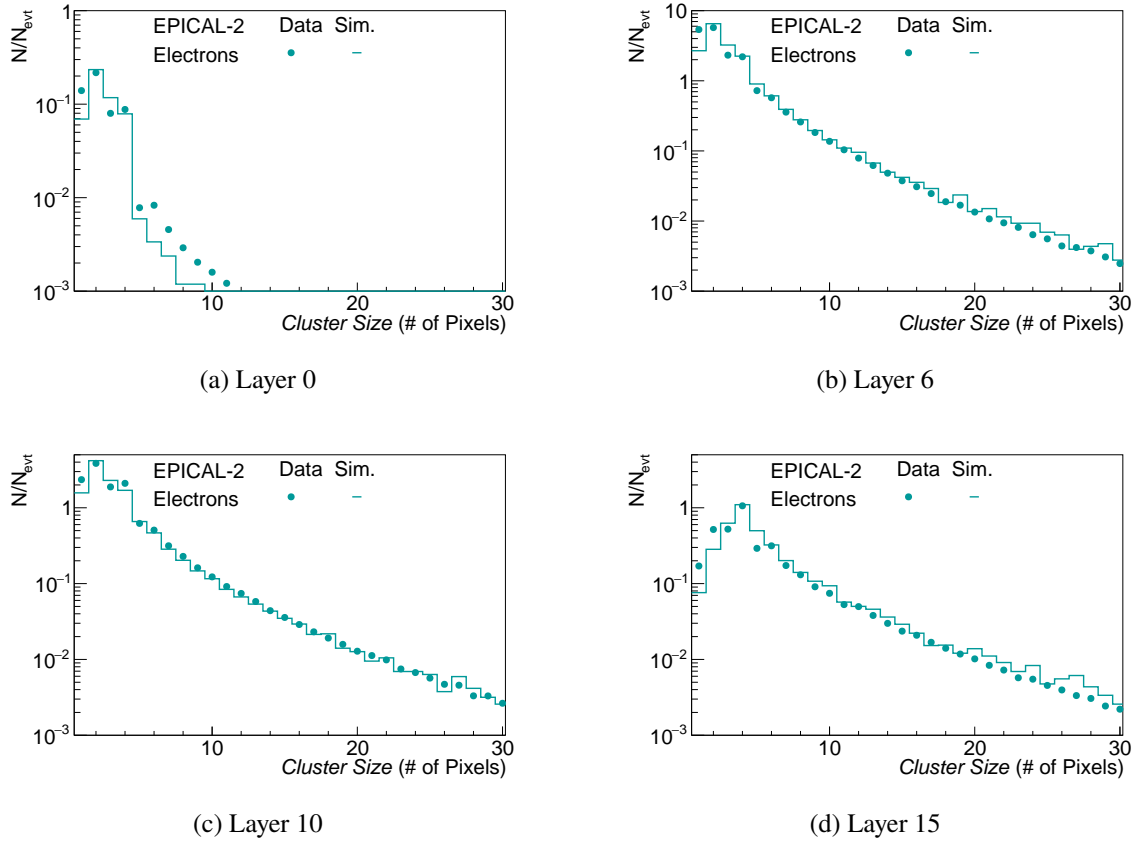 N/N_evt
1
10^−1
10^−2
10^−3
EPICAL-2 Data Sim.
Electrons
10 20 30
Cluster Size (# of Pixels)
(a) Layer 0
N/N_evt
10
1
10^−1
10^−2
10^−3
EPICAL-2 Data Sim.
Electrons
10 20 30
Cluster Size (# of Pixels)
(b) Layer 6
N/N_evt
1
10^−1
10^−2
10^−3
EPICAL-2 Data Sim.
Electrons
10 20 30
Cluster Size (# of Pixels)
(c) Layer 10
N/N_evt
1
10^−1
10^−2
10^−3
EPICAL-2 Data Sim.
Electrons
10 20 30
Cluster Size (# of Pixels)
(d) Layer 15